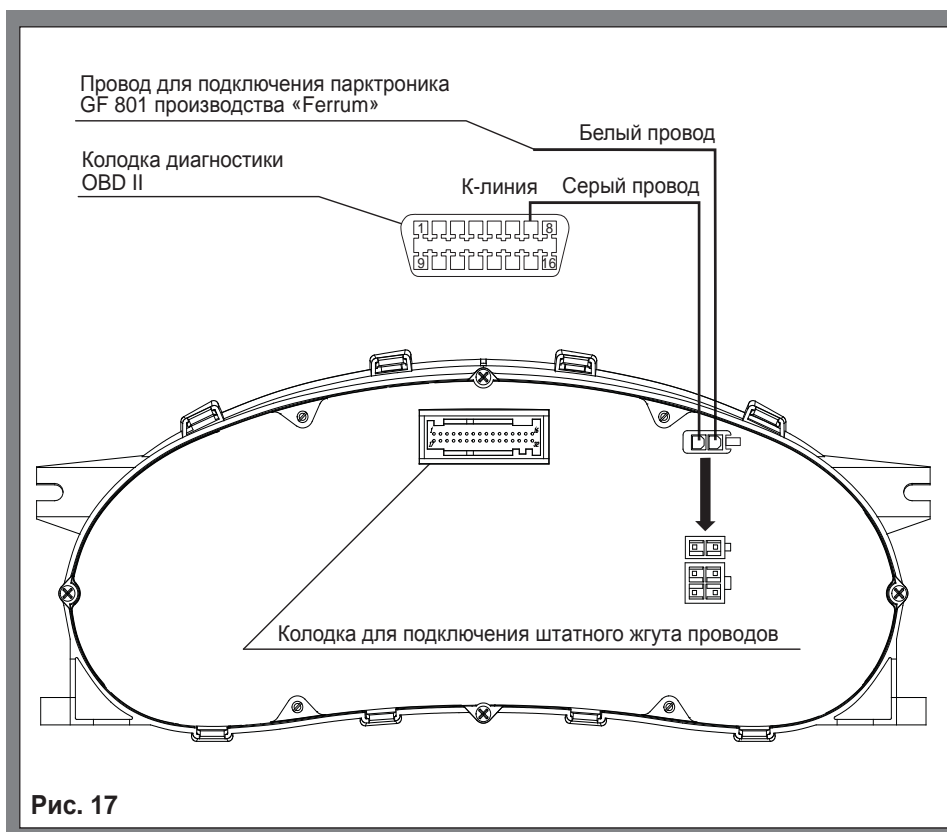 Провод для подключения парктроника
GF 801 производства «Ferrum»
Белый провод
Колодка диагностики
OBD II
К-линия
Серый провод
1
8
9
16
Колодка для подключения штатного жгута проводов
Рис. 17